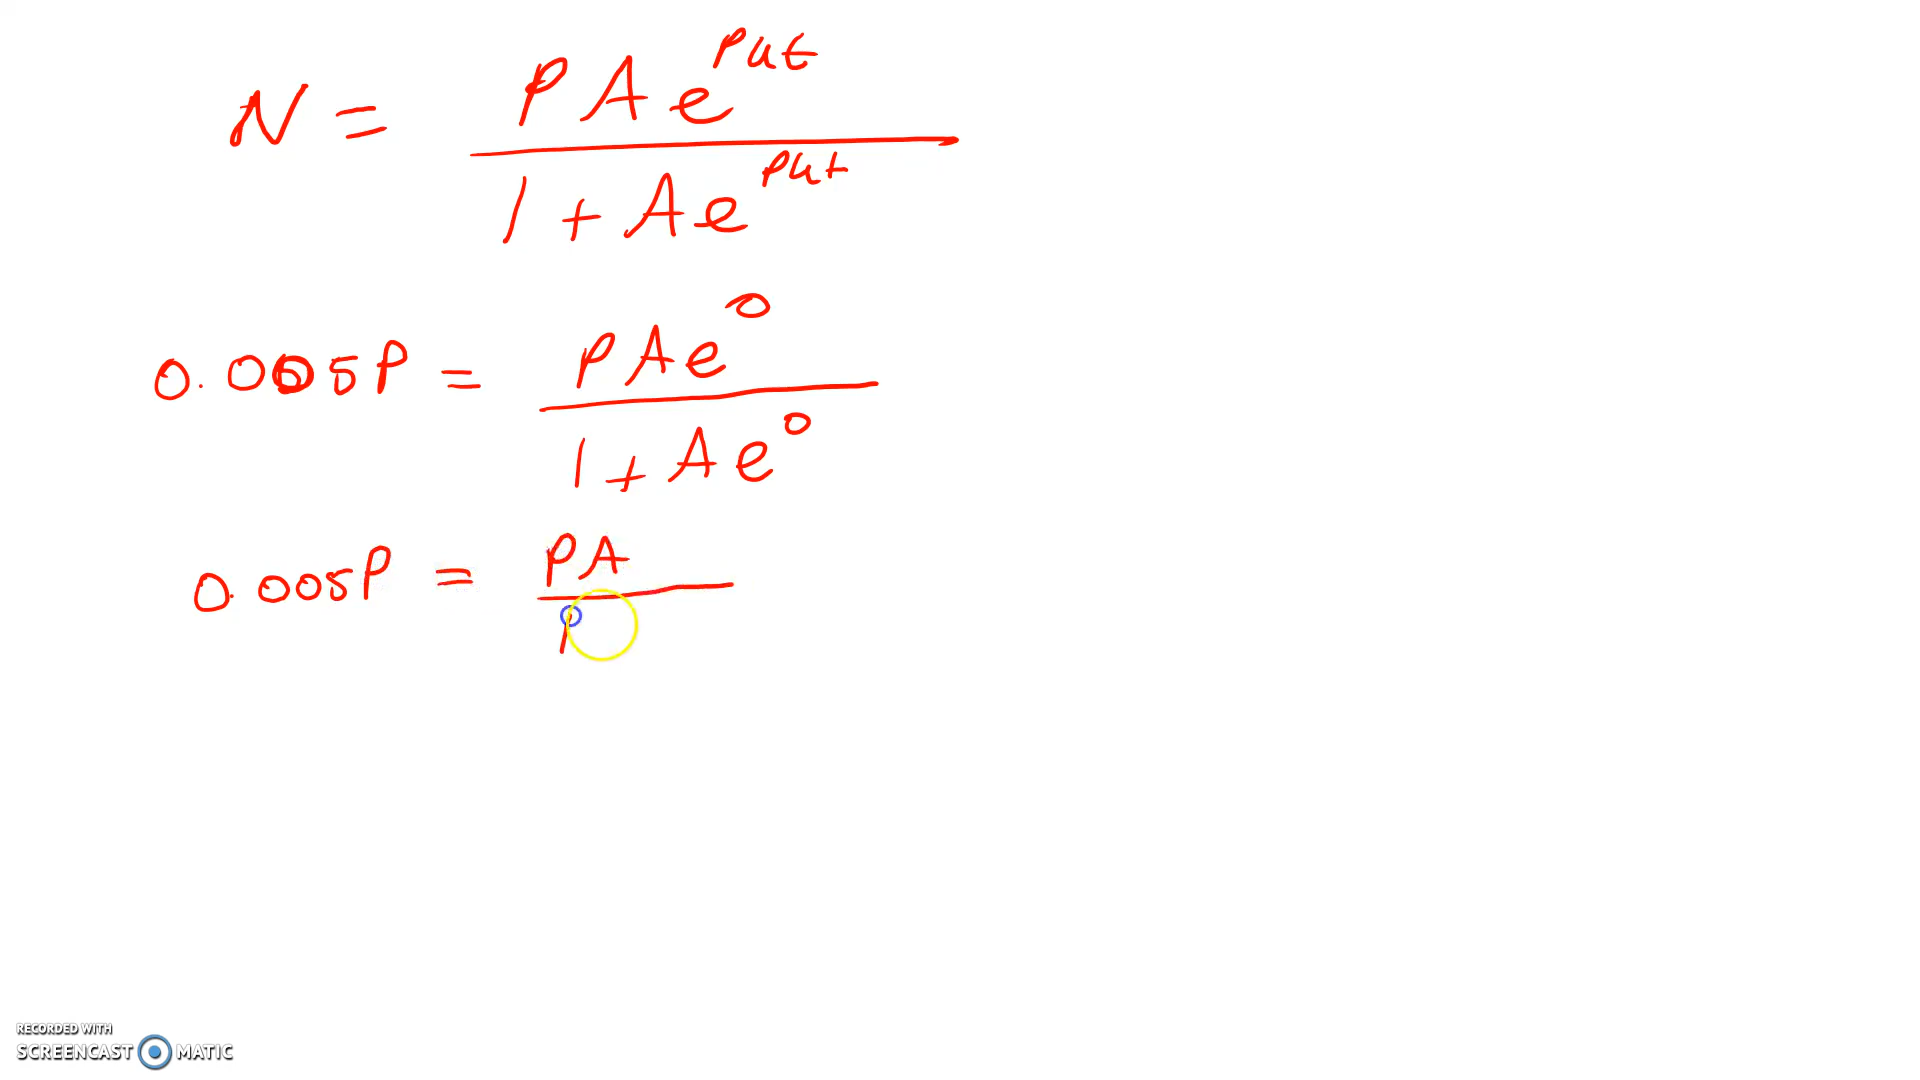 N = PAe^{Put} / 1 + Ae^{Put}
0.005P = PAe^0 / 1 + Ae^0
0.005P = PA / 1
RECORDED WITH
SCREENCAST MATIC